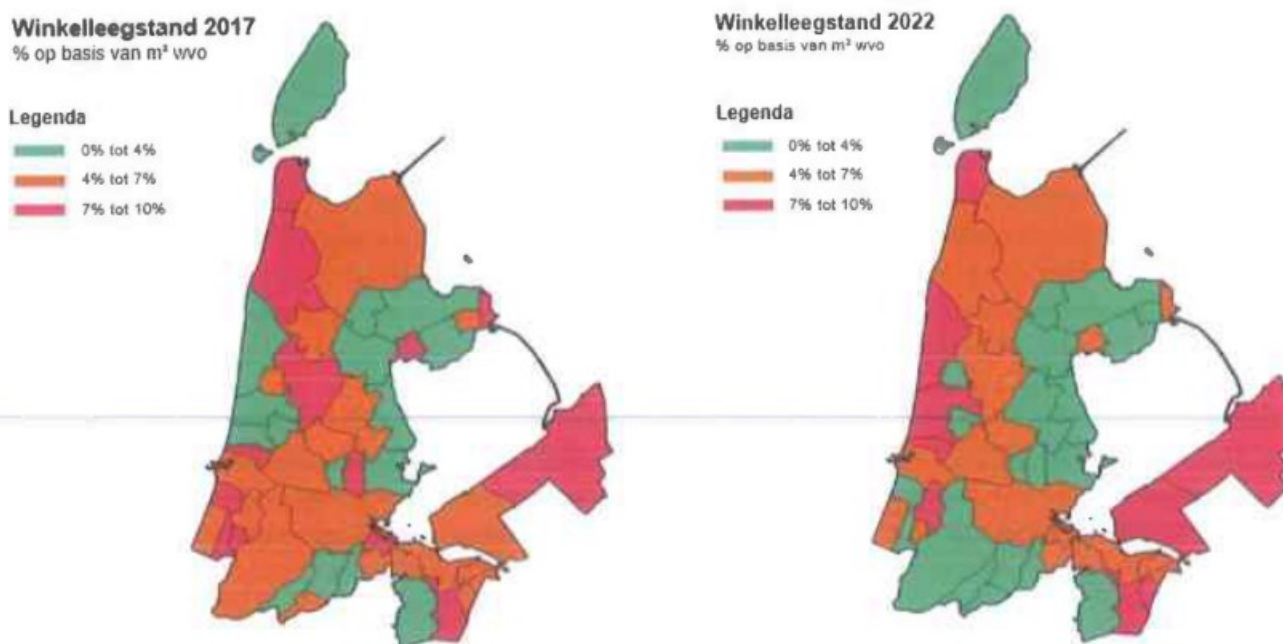 Winkelleegstand 2017
% op basis van m² wvo
Legenda
0% tot 4%
4% tot 7%
7% tot 10%
Winkelleegstand 2022
% op basis van m² wvo
Legenda
0% tot 4%
4% tot 7%
7% tot 10%